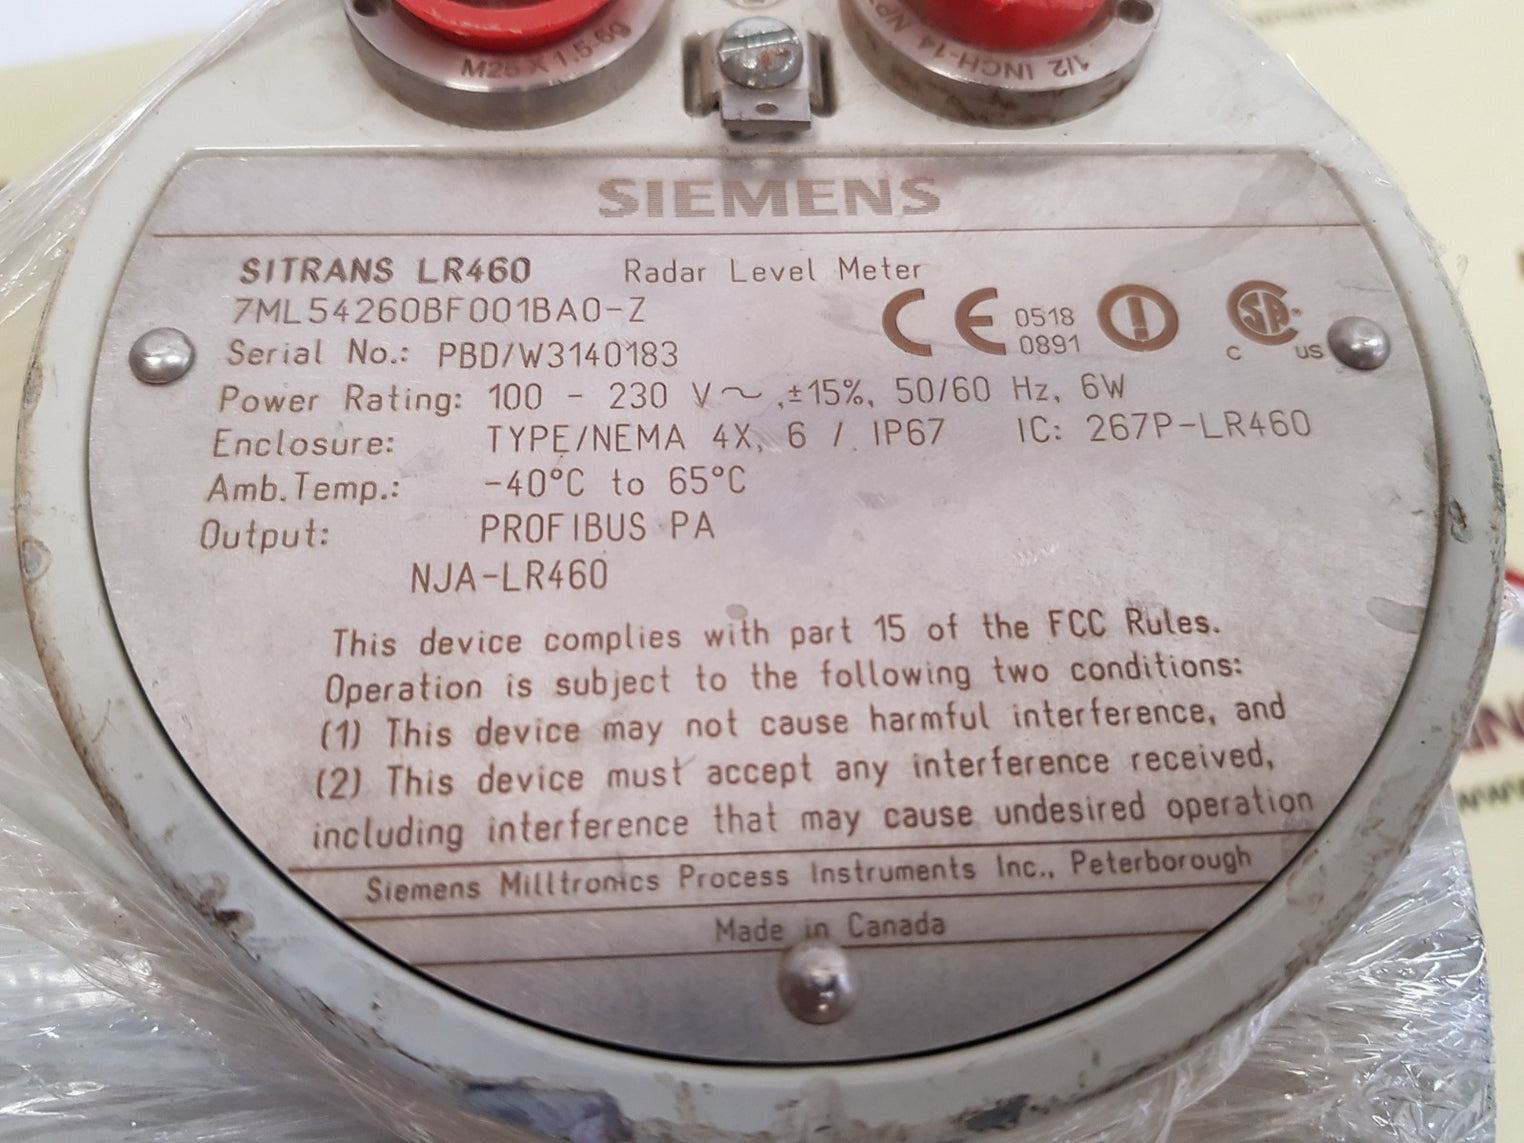 M25 X 1.5-6g
1/2 INCH-14
SIEMENS
SITRANS LR460 Radar Level Meter
7ML54260BF001BA0-Z
CE 0518
0891
C US
Serial No.: PBD/W3140183
Power Rating: 100 - 230 V~, ±15%, 50/60 Hz, 6W
Enclosure: TYPE/NEMA 4X, 6 / IP67 IC: 267P-LR460
Amb.Temp.: -40°C to 65°C
Output: PROFIBUS PA
NJA-LR460
This device complies with part 15 of the FCC Rules.
Operation is subject to the following two conditions:
(1) This device may not cause harmful interference, and
(2) This device must accept any interference received,
including interference that may cause undesired operation
Siemens Milltronics Process Instruments Inc., Peterborough
Made in Canada